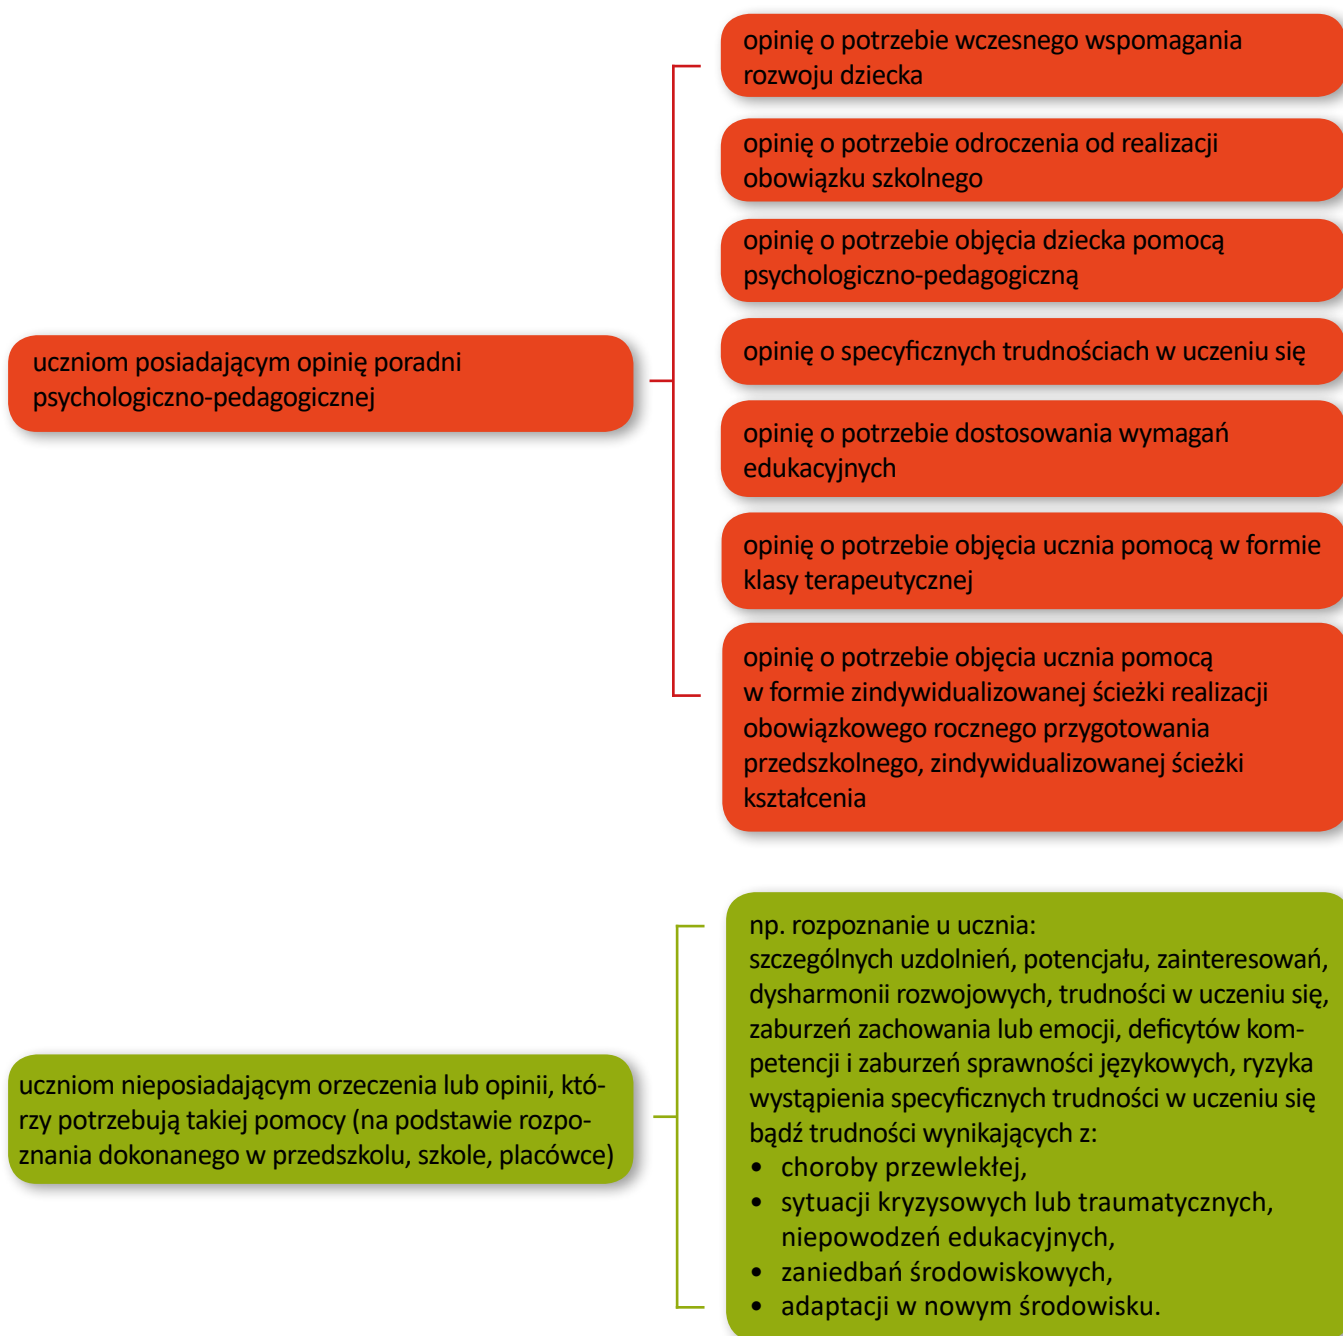 uczniom posiadającym opinię poradni
psychologiczno-pedagogicznej
opinię o potrzebie wczesnego wspomagania
rozwoju dziecka
opinię o potrzebie odroczenia od realizacji
obowiązku szkolnego
opinię o potrzebie objęcia dziecka pomocą
psychologiczno-pedagogiczną
opinię o specyficznych trudnościach w uczeniu się
opinię o potrzebie dostosowania wymagań
edukacyjnych
opinię o potrzebie objęcia ucznia pomocą w formie
klasy terapeutycznej
opinię o potrzebie objęcia ucznia pomocą
w formie zindywidualizowanej ścieżki realizacji
obowiązkowego rocznego przygotowania
przedszkolnego, zindywidualizowanej ścieżki
kształcenia
uczniom nieposiadającym orzeczenia lub opinii, któ-
rzy potrzebują takiej pomocy (na podstawie rozpo-
znania dokonanego w przedszkolu, szkole, placówce)
np. rozpoznanie u ucznia:
szczególnych uzdolnień, potencjału, zainteresowań,
dysharmonii rozwojowych, trudności w uczeniu się,
zaburzeń zachowania lub emocji, deficytów kom-
petencji i zaburzeń sprawności językowych, ryzyka
wystąpienia specyficznych trudności w uczeniu się
bądź trudności wynikających z:
• choroby przewlekłej,
• sytuacji kryzysowych lub traumatycznych,
niepowodzeń edukacyjnych,
• zaniedbań środowiskowych,
• adaptacji w nowym środowisku.